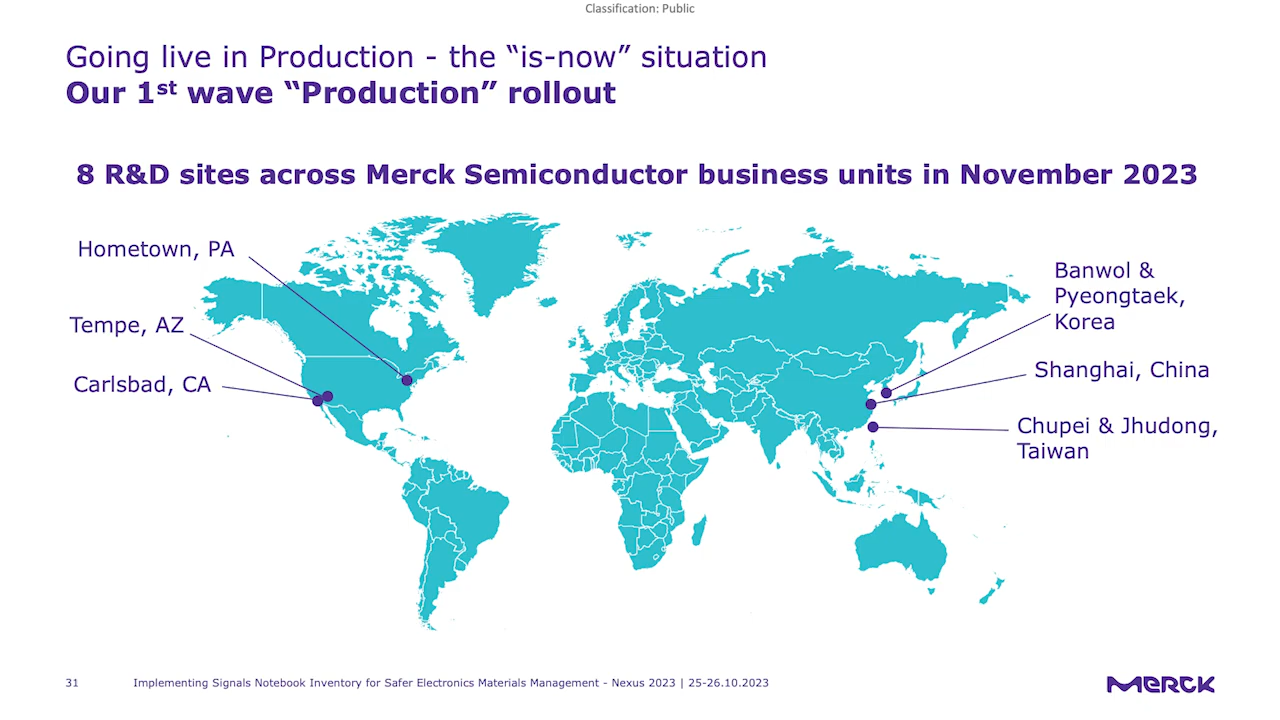 Classification: Public
Going live in Production - the “is-now” situation
Our 1st wave “Production” rollout
8 R&D sites across Merck Semiconductor business units in November 2023
Hometown, PA
Tempe, AZ
Carlsbad, CA
Banwol &
Pyeongtaek,
Korea
Shanghai, China
Chupei & Jhudong,
Taiwan
31 Implementing Signals Notebook Inventory for Safer Electronics Materials Management - Nexus 2023 | 25-26.10.2023
MERCK